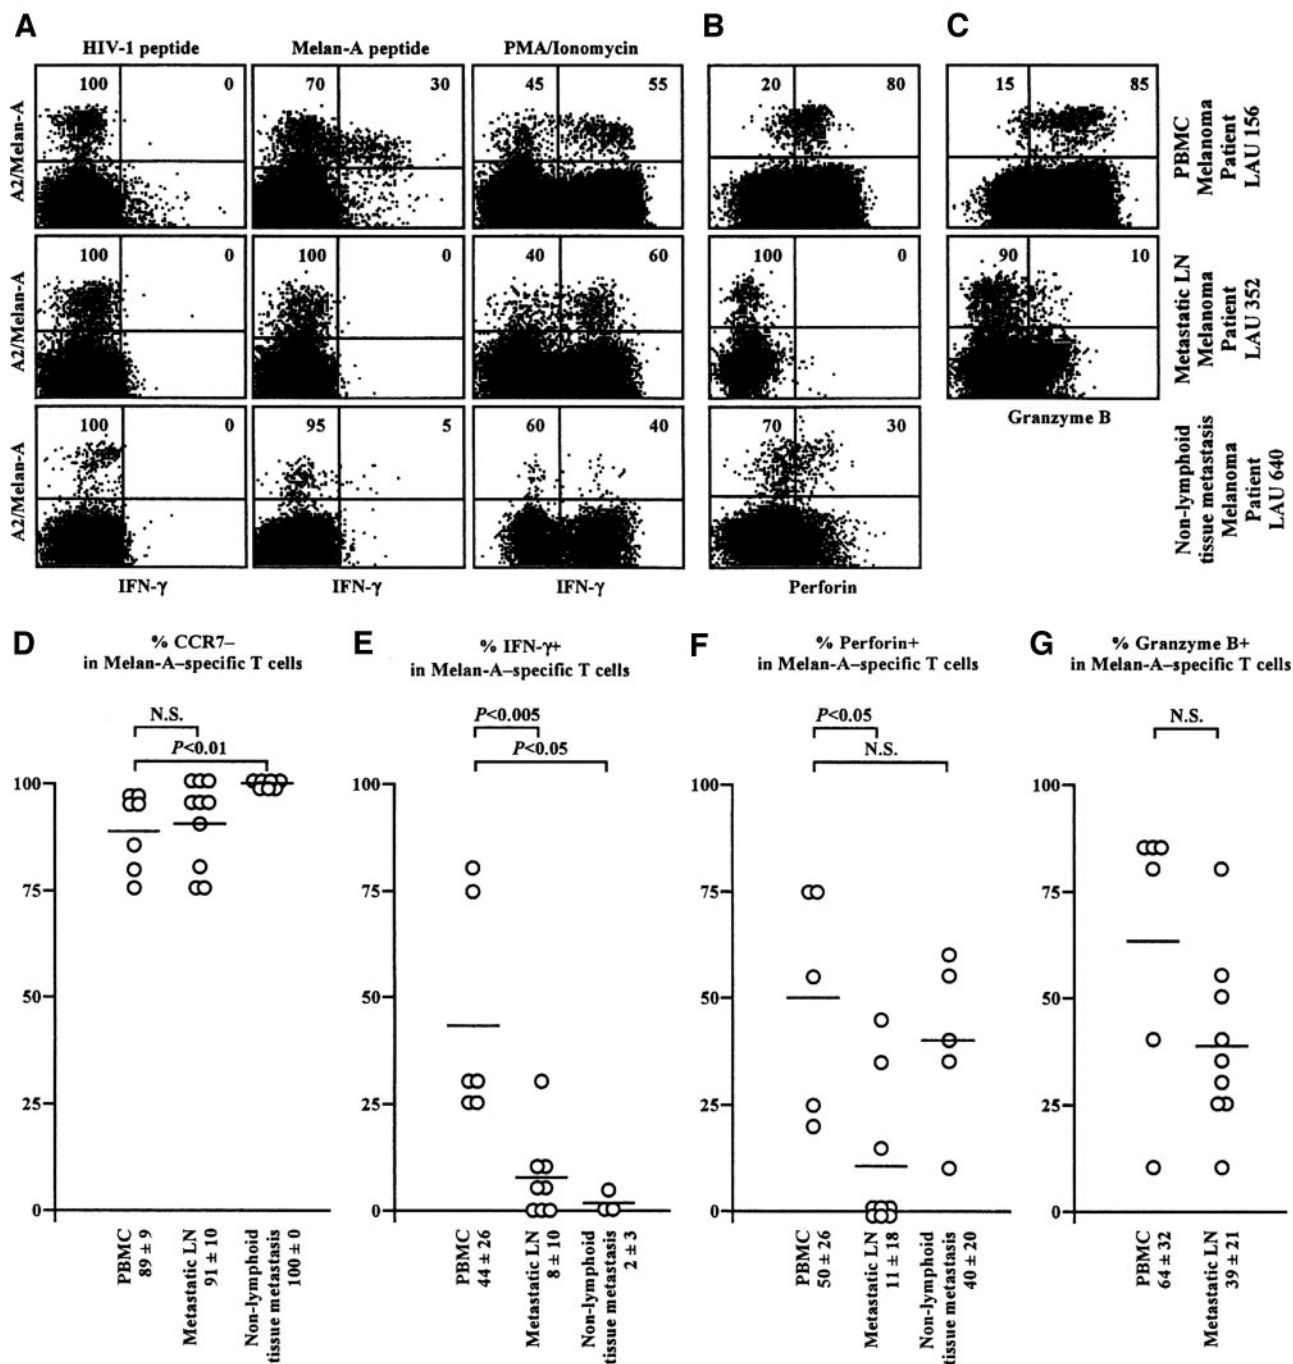 A
B
C
HIV-1 peptide
Melan-A peptide
PMA/Ionomycin
A2/Melan-A
100 0
70 30
45 55
20 80
15 85
PBMC
Melanoma
Patient
LAU 156
A2/Melan-A
100 0
100 0
40 60
100 0
90 10
Metastatic LN
Melanoma
Patient
LAU 352
Granzyme B
A2/Melan-A
100 0
95 5
60 40
70 30
Non-lymphoid
tissue metastasis
Melanoma
Patient
LAU 640
IFN-γ
IFN-γ
IFN-γ
Perforin
D
% CCR7–
in Melan-A–specific T cells
N.S.
P<0.01
100
75
50
25
0
PBMC
89 ± 9
Metastatic LN
91 ± 10
Non-lymphoid
tissue metastasis
100 ± 0
E
% IFN-γ+
in Melan-A–specific T cells
P<0.005
P<0.05
100
75
50
25
0
PBMC
44 ± 26
Metastatic LN
8 ± 10
Non-lymphoid
tissue metastasis
2 ± 3
F
% Perforin+
in Melan-A–specific T cells
P<0.05
N.S.
100
75
50
25
0
PBMC
50 ± 26
Metastatic LN
11 ± 18
Non-lymphoid
tissue metastasis
40 ± 20
G
% Granzyme B+
in Melan-A–specific T cells
N.S.
100
75
50
25
0
PBMC
64 ± 32
Metastatic LN
39 ± 21